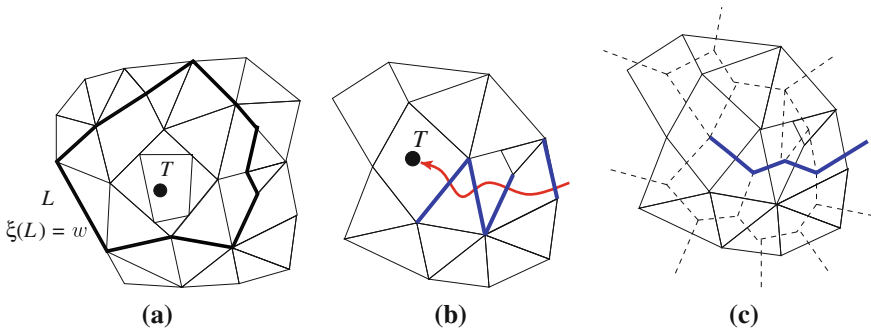 T
L
ξ(L) = w
T
(a) (b) (c)